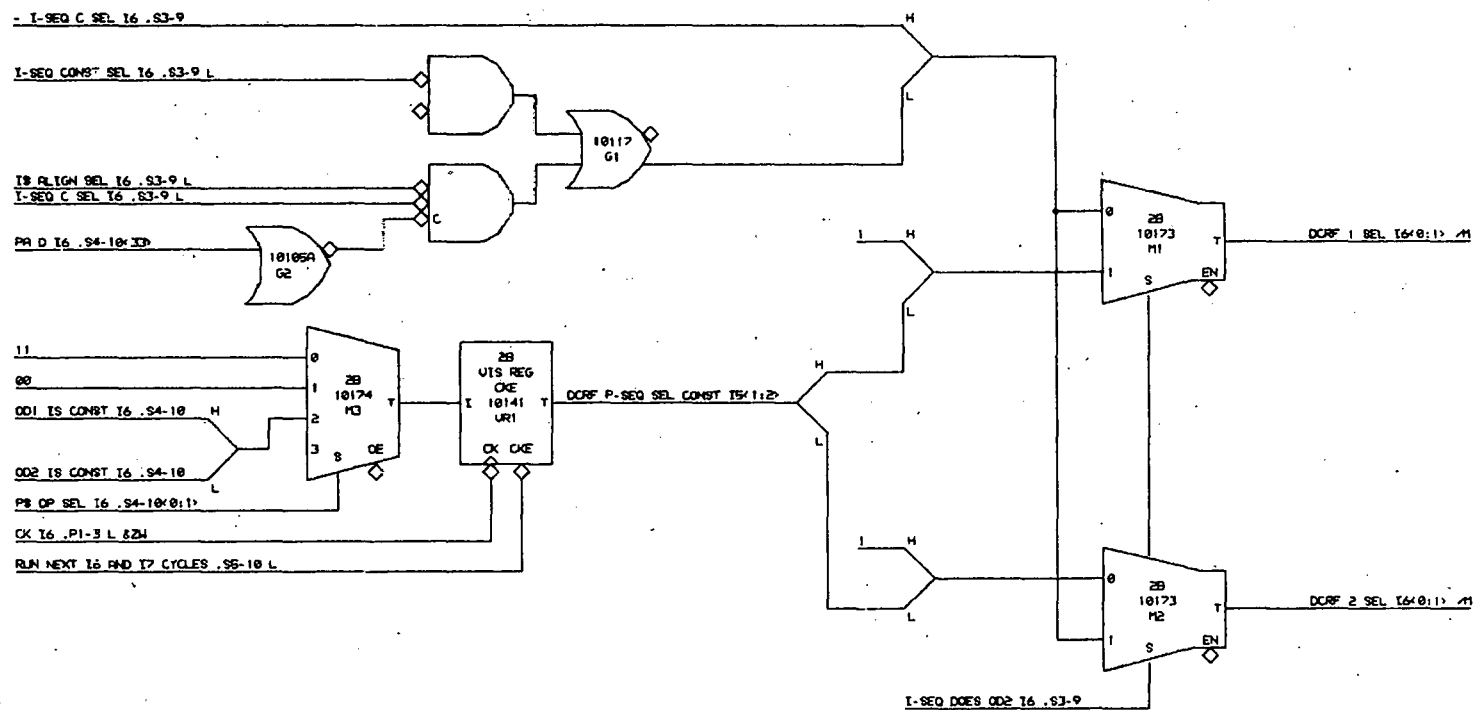 - I-SEQ C SEL I6 .S3-9
H
I-SEQ CONST SEL I6 .S3-9 L
L
10117
G1
I$ ALIGN SEL I6 .S3-9 L
I-SEQ C SEL I6 .S3-9 L
C
PA D I6 .S4-10<33>
10105A
G2
0
2B
10173
M1
T
DCRF 1 SEL I6<0:1> /M
1
H
1
S
EN
L
11
00
OD1 IS CONST I6 .S4-10
H
OD2 IS CONST I6 .S4-10
L
P$ OP SEL I6 .S4-10<0:1>
0
1
2
3
2B
10174
M3
T
S
OE
2B
VIS REG
CKE
10141
VR1
I
T
CK CKE
DCRF P-SEQ SEL CONST I5<1:2>
H
L
CK I6 .P1-3 L &ZW
RUN NEXT I6 AND I7 CYCLES .S5-10 L
1
H
L
0
2B
10173
M2
T
DCRF 2 SEL I6<0:1> /M
1
S
EN
I-SEQ DOES OD2 I6 .S3-9